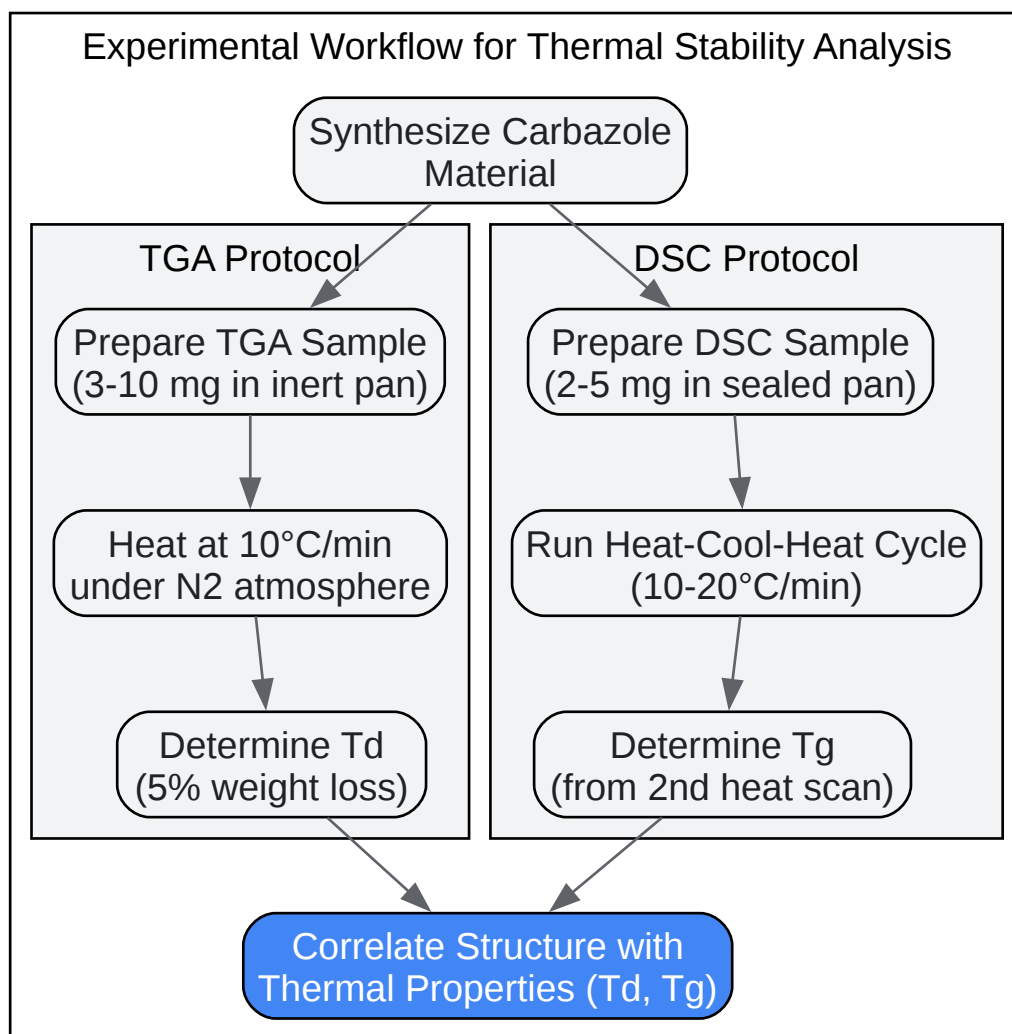 Experimental Workflow for Thermal Stability Analysis
Synthesize Carbazole
Material
TGA Protocol
Prepare TGA Sample
(3-10 mg in inert pan)
Heat at 10°C/min
under N2 atmosphere
Determine Td
(5% weight loss)
DSC Protocol
Prepare DSC Sample
(2-5 mg in sealed pan)
Run Heat-Cool-Heat Cycle
(10-20°C/min)
Determine Tg
(from 2nd heat scan)
Correlate Structure with
Thermal Properties (Td, Tg)